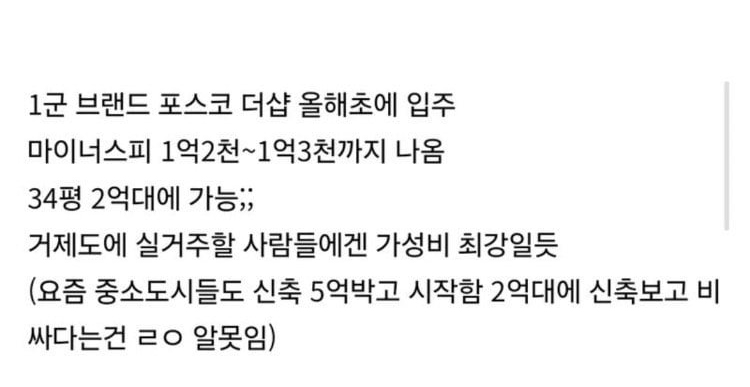 1군 브랜드 포스코 더샵 올해초에 입주
마이너스피 1억2천~1억3천까지 나옴
34평 2억대에 가능;;
거제도에 실거주할 사람들에겐 가성비 최강일듯
(요즘 중소도시들도 신축 5억박고 시작함 2억대에 신축보고 비
싸다는건 ㄹㅇ 알못임)